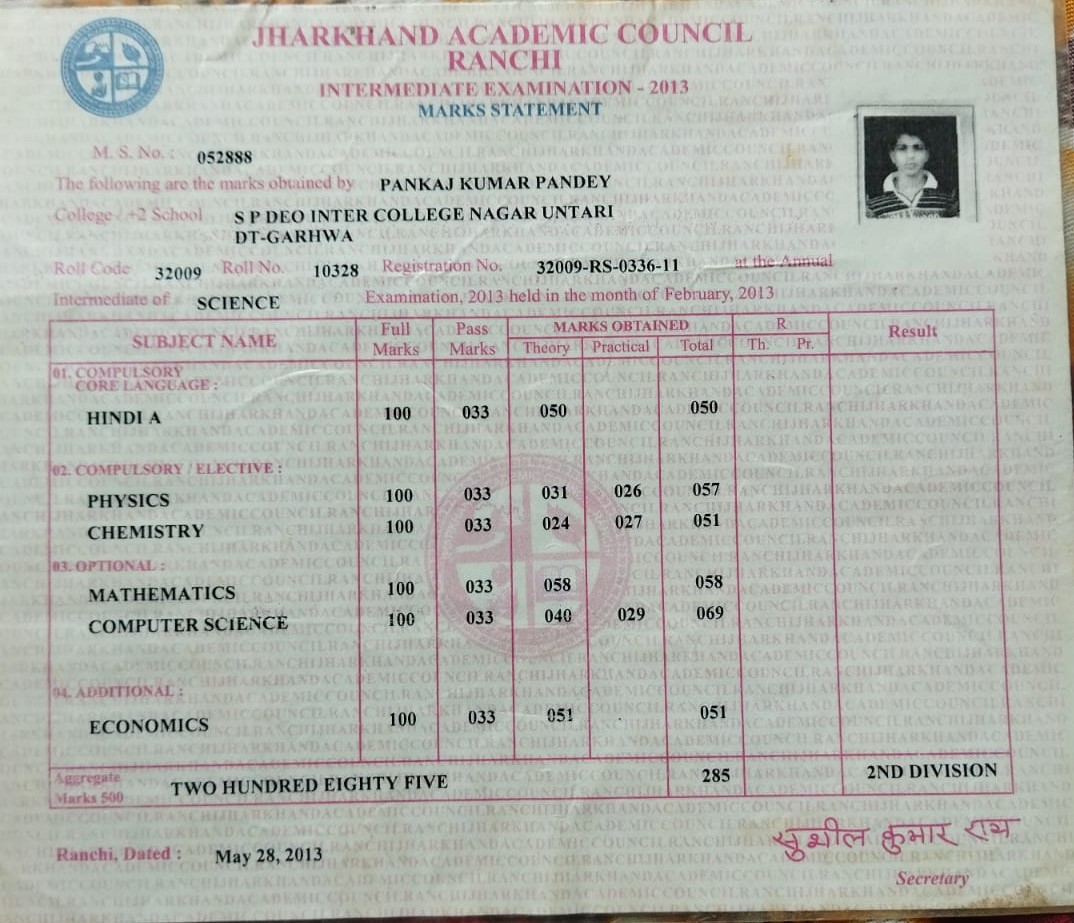 JHARKHAND ACADEMIC COUNCIL
RANCHI
INTERMEDIATE EXAMINATION - 2013
MARKS STATEMENT
M. S. No. : 052888
The following are the marks obtained by PANKAJ KUMAR PANDEY
College / +2 School S P DEO INTER COLLEGE NAGAR UNTARI
DT-GARHWA
Roll Code 32009 Roll No. 10328 Registration No. 32009-RS-0336-11 at the Annual
Intermediate of SCIENCE Examination, 2013 held in the month of February, 2013
SUBJECT NAME Full Marks Pass Marks MARKS OBTAINED R Result
Theory Practical Total Th. Pr.
01. COMPULSORY
CORE LANGUAGE :
HINDI A 100 033 050 050
02. COMPULSORY / ELECTIVE :
PHYSICS 100 033 031 026 057
CHEMISTRY 100 033 024 027 051
03. OPTIONAL :
MATHEMATICS 100 033 058 058
COMPUTER SCIENCE 100 033 040 029 069
04. ADDITIONAL :
ECONOMICS 100 033 051 051
Aggregate
Marks 500 TWO HUNDRED EIGHTY FIVE 285 2ND DIVISION
सुशील कुमार राय
Ranchi, Dated : May 28, 2013
Secretary